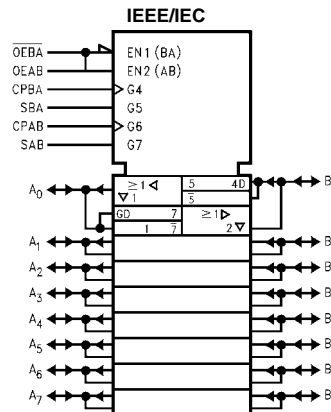 IEEE/IEC
OEBA EN1 (BA)
OEAB EN2 (AB)
CPBA G4
SBA G5
CPAB G6
SAB G7
A0 ≥1 ◁ 5 4D B
▽1 5
GD 7 ≥1 ▷
1 7 2▽
A1 B
A2 B
A3 B
A4 B
A5 B
A6 B
A7 B